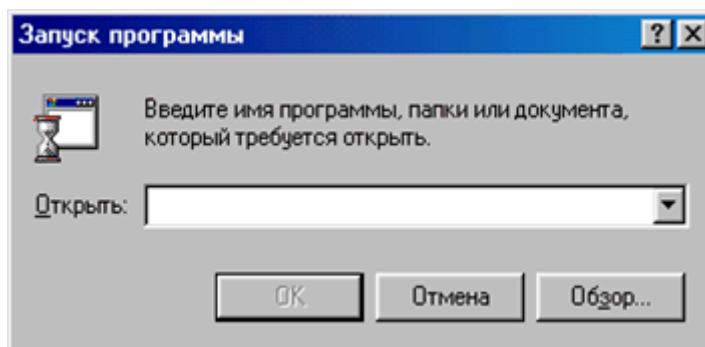 Запуск программы
Введите имя программы, папки или документа,
который требуется открыть.
Открыть:
OK
Отмена
Обзор...